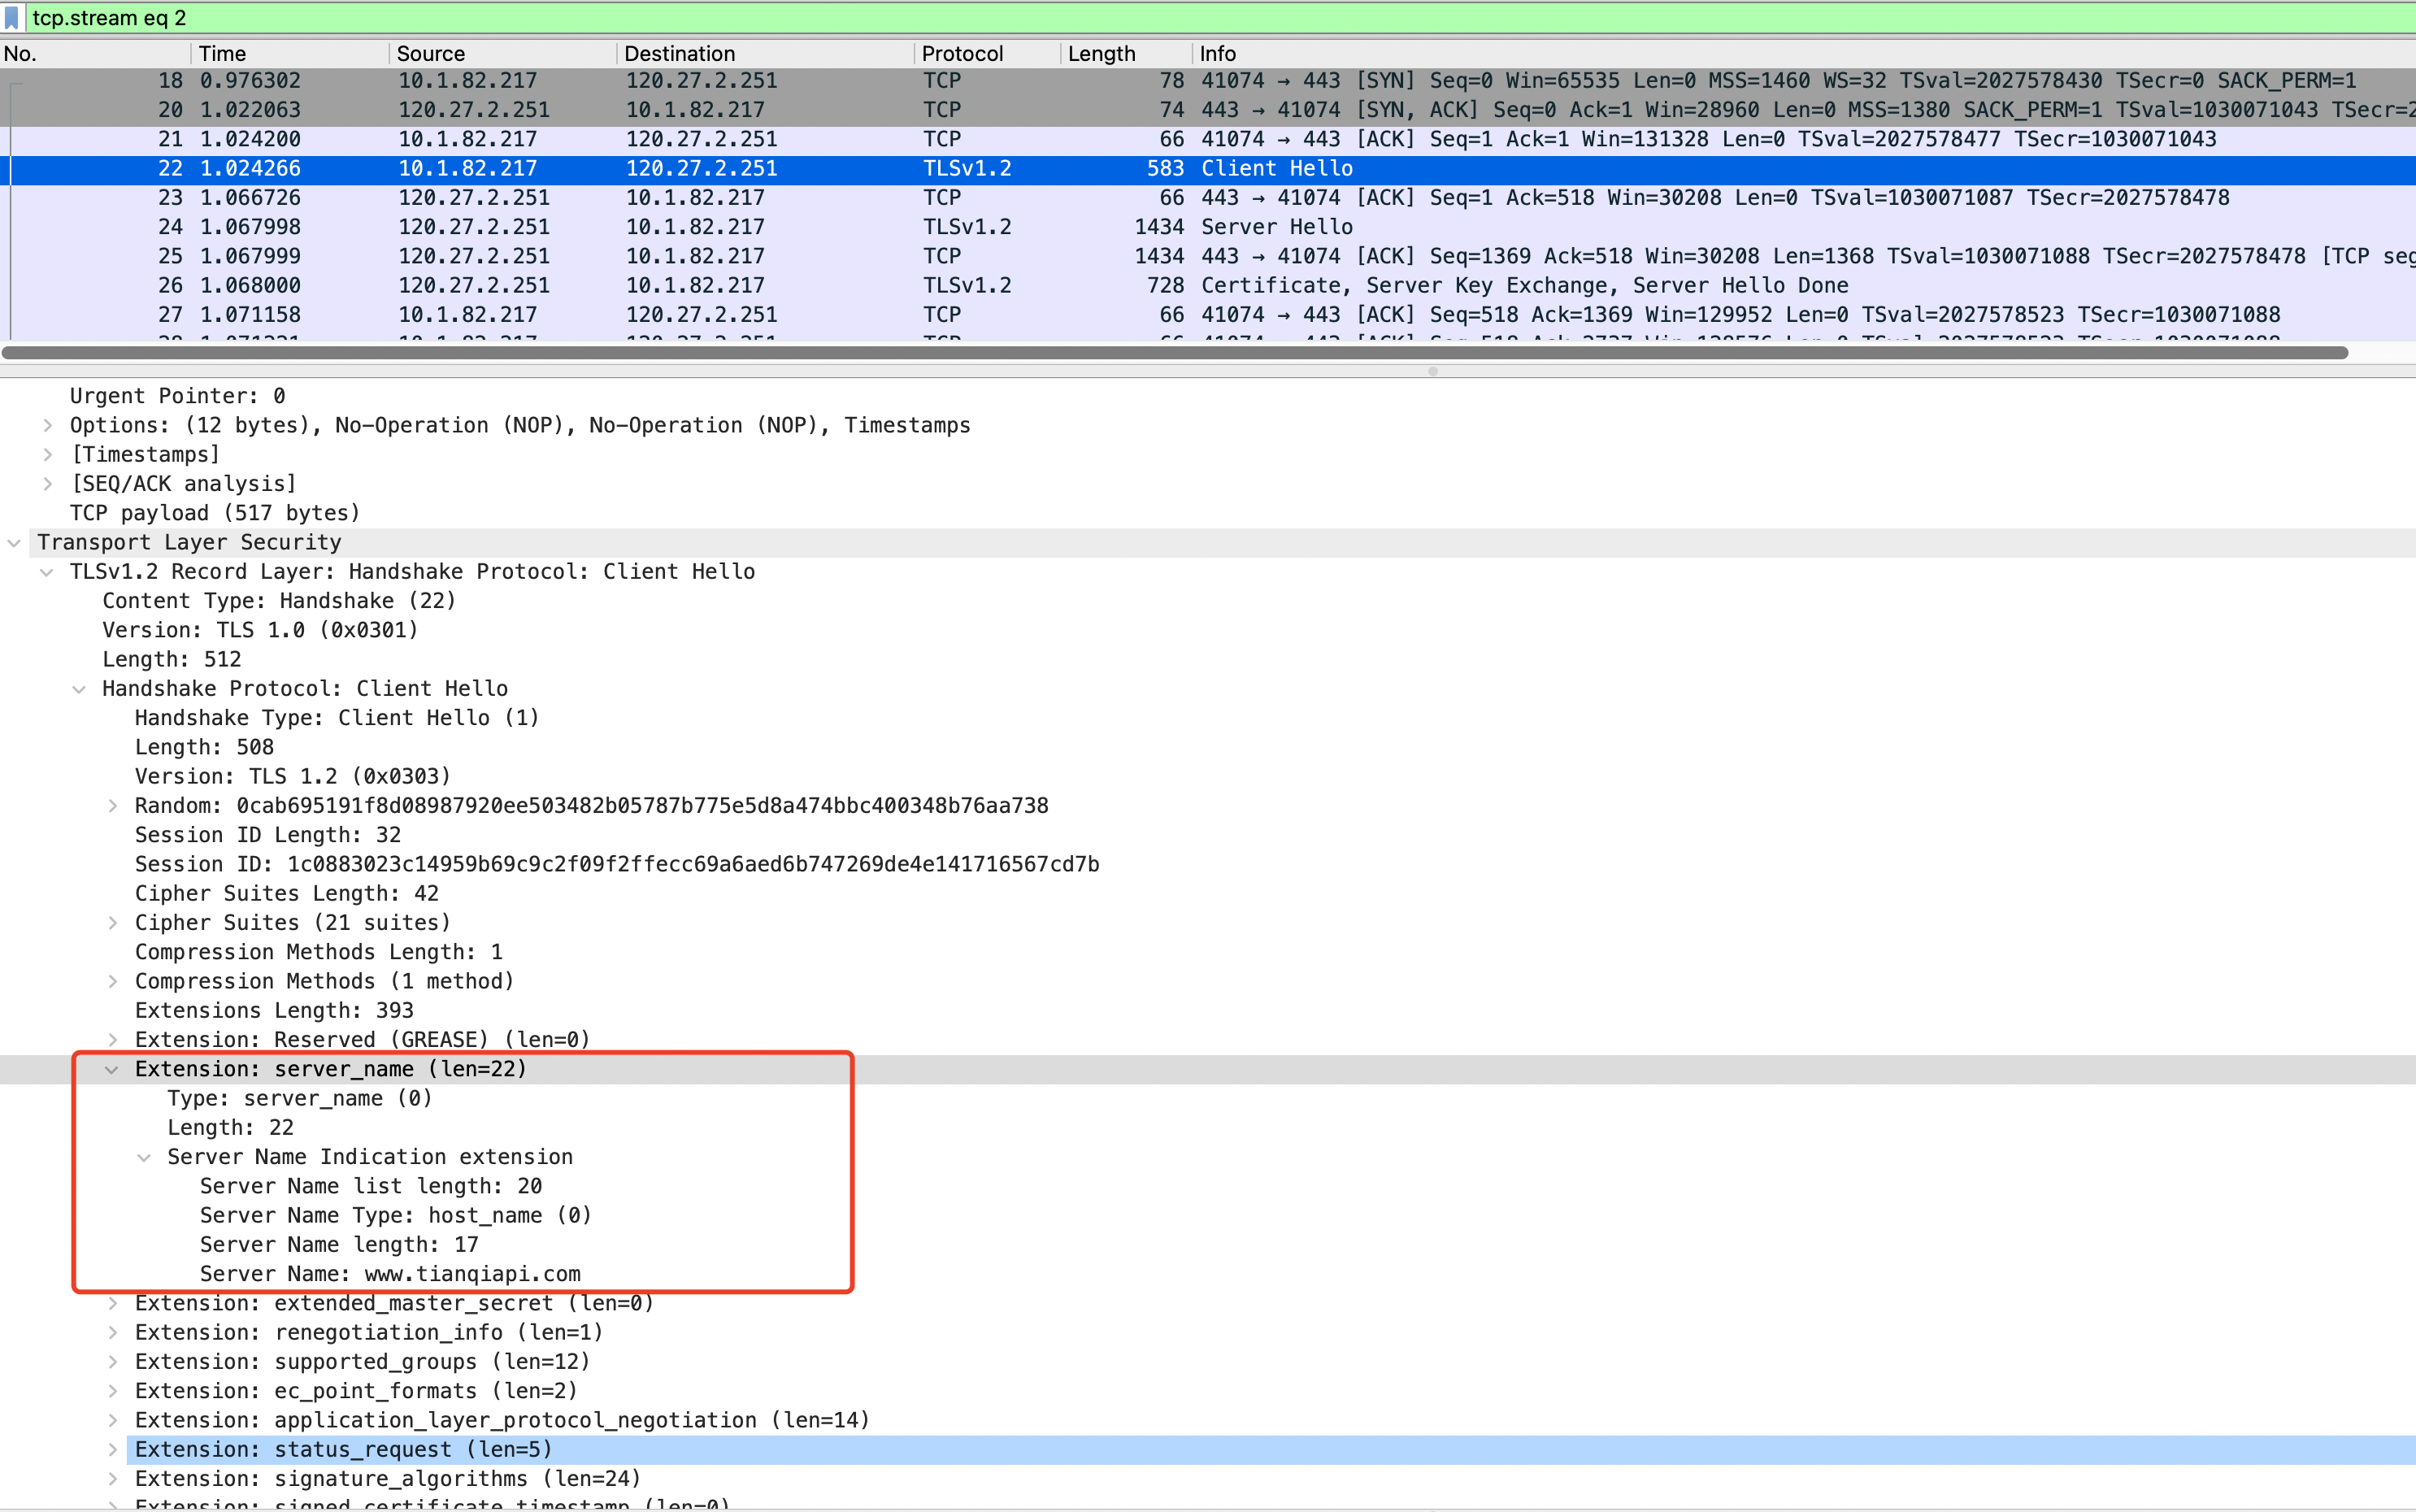 tcp.stream eq 2
No. Time Source Destination Protocol Length Info
18 0.976302 10.1.82.217 120.27.2.251 TCP 78 41074 → 443 [SYN] Seq=0 Win=65535 Len=0 MSS=1460 WS=32 TSval=2027578430 TSecr=0 SACK_PERM=1
20 1.022063 120.27.2.251 10.1.82.217 TCP 74 443 → 41074 [SYN, ACK] Seq=0 Ack=1 Win=28960 Len=0 MSS=1380 SACK_PERM=1 TSval=1030071043 TSecr=2
21 1.024200 10.1.82.217 120.27.2.251 TCP 66 41074 → 443 [ACK] Seq=1 Ack=1 Win=131328 Len=0 TSval=2027578477 TSecr=1030071043
22 1.024266 10.1.82.217 120.27.2.251 TLSv1.2 583 Client Hello
23 1.066726 120.27.2.251 10.1.82.217 TCP 66 443 → 41074 [ACK] Seq=1 Ack=518 Win=30208 Len=0 TSval=1030071087 TSecr=2027578478
24 1.067998 120.27.2.251 10.1.82.217 TLSv1.2 1434 Server Hello
25 1.067999 120.27.2.251 10.1.82.217 TCP 1434 443 → 41074 [ACK] Seq=1369 Ack=518 Win=30208 Len=1368 TSval=1030071088 TSecr=2027578478 [TCP seg
26 1.068000 120.27.2.251 10.1.82.217 TLSv1.2 728 Certificate, Server Key Exchange, Server Hello Done
27 1.071158 10.1.82.217 120.27.2.251 TCP 66 41074 → 443 [ACK] Seq=518 Ack=1369 Win=129952 Len=0 TSval=2027578523 TSecr=1030071088
Urgent Pointer: 0
Options: (12 bytes), No-Operation (NOP), No-Operation (NOP), Timestamps
[Timestamps]
[SEQ/ACK analysis]
TCP payload (517 bytes)
Transport Layer Security
TLSv1.2 Record Layer: Handshake Protocol: Client Hello
Content Type: Handshake (22)
Version: TLS 1.0 (0x0301)
Length: 512
Handshake Protocol: Client Hello
Handshake Type: Client Hello (1)
Length: 508
Version: TLS 1.2 (0x0303)
Random: 0cab695191f8d08987920ee503482b05787b775e5d8a474bbc400348b76aa738
Session ID Length: 32
Session ID: 1c0883023c14959b69c9c2f09f2ffecc69a6aed6b747269de4e141716567cd7b
Cipher Suites Length: 42
Cipher Suites (21 suites)
Compression Methods Length: 1
Compression Methods (1 method)
Extensions Length: 393
Extension: Reserved (GREASE) (len=0)
Extension: server_name (len=22)
Type: server_name (0)
Length: 22
Server Name Indication extension
Server Name list length: 20
Server Name Type: host_name (0)
Server Name length: 17
Server Name: www.tianqiapi.com
Extension: extended_master_secret (len=0)
Extension: renegotiation_info (len=1)
Extension: supported_groups (len=12)
Extension: ec_point_formats (len=2)
Extension: application_layer_protocol_negotiation (len=14)
Extension: status_request (len=5)
Extension: signature_algorithms (len=24)
Extension: signed_certificate_timestamp (len=0)